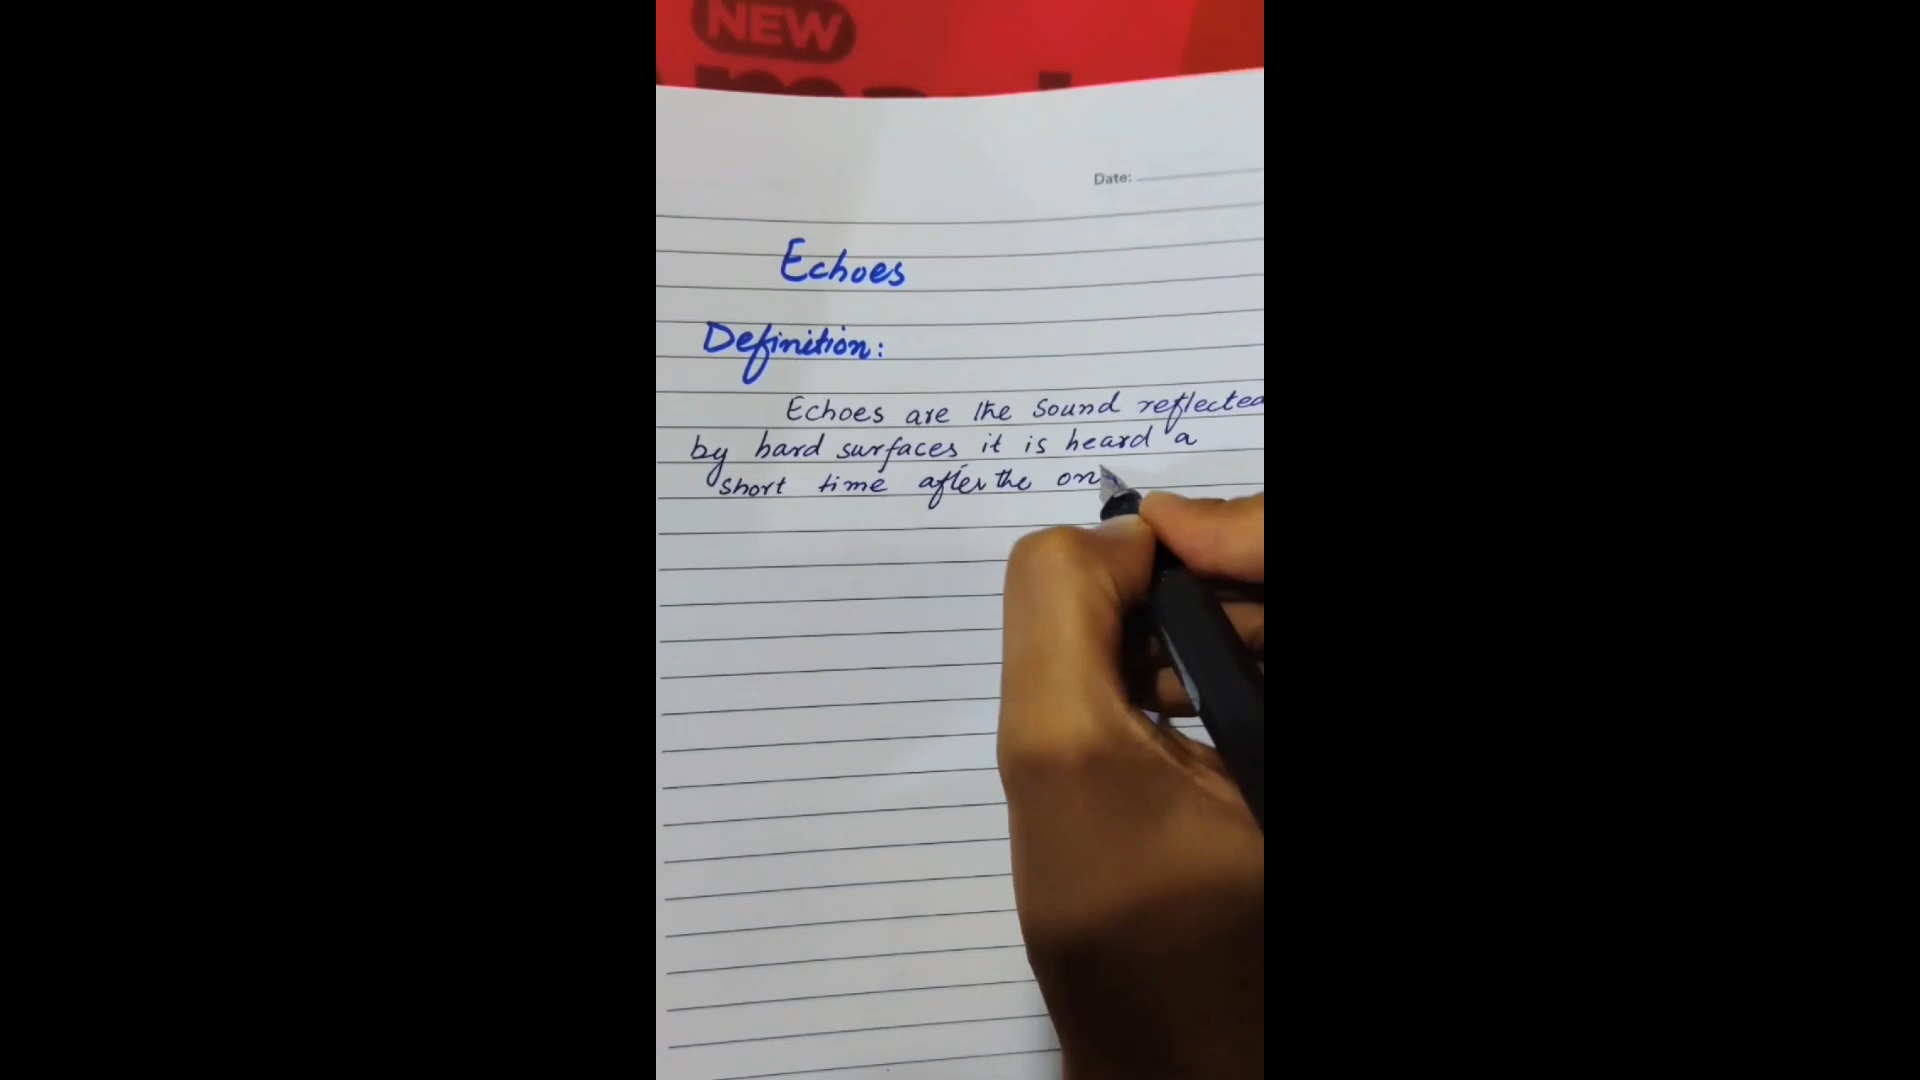 NEW
Date:
Echoes
Definition:
Echoes are the sound reflected
by hard surfaces it is heard a
short time after the